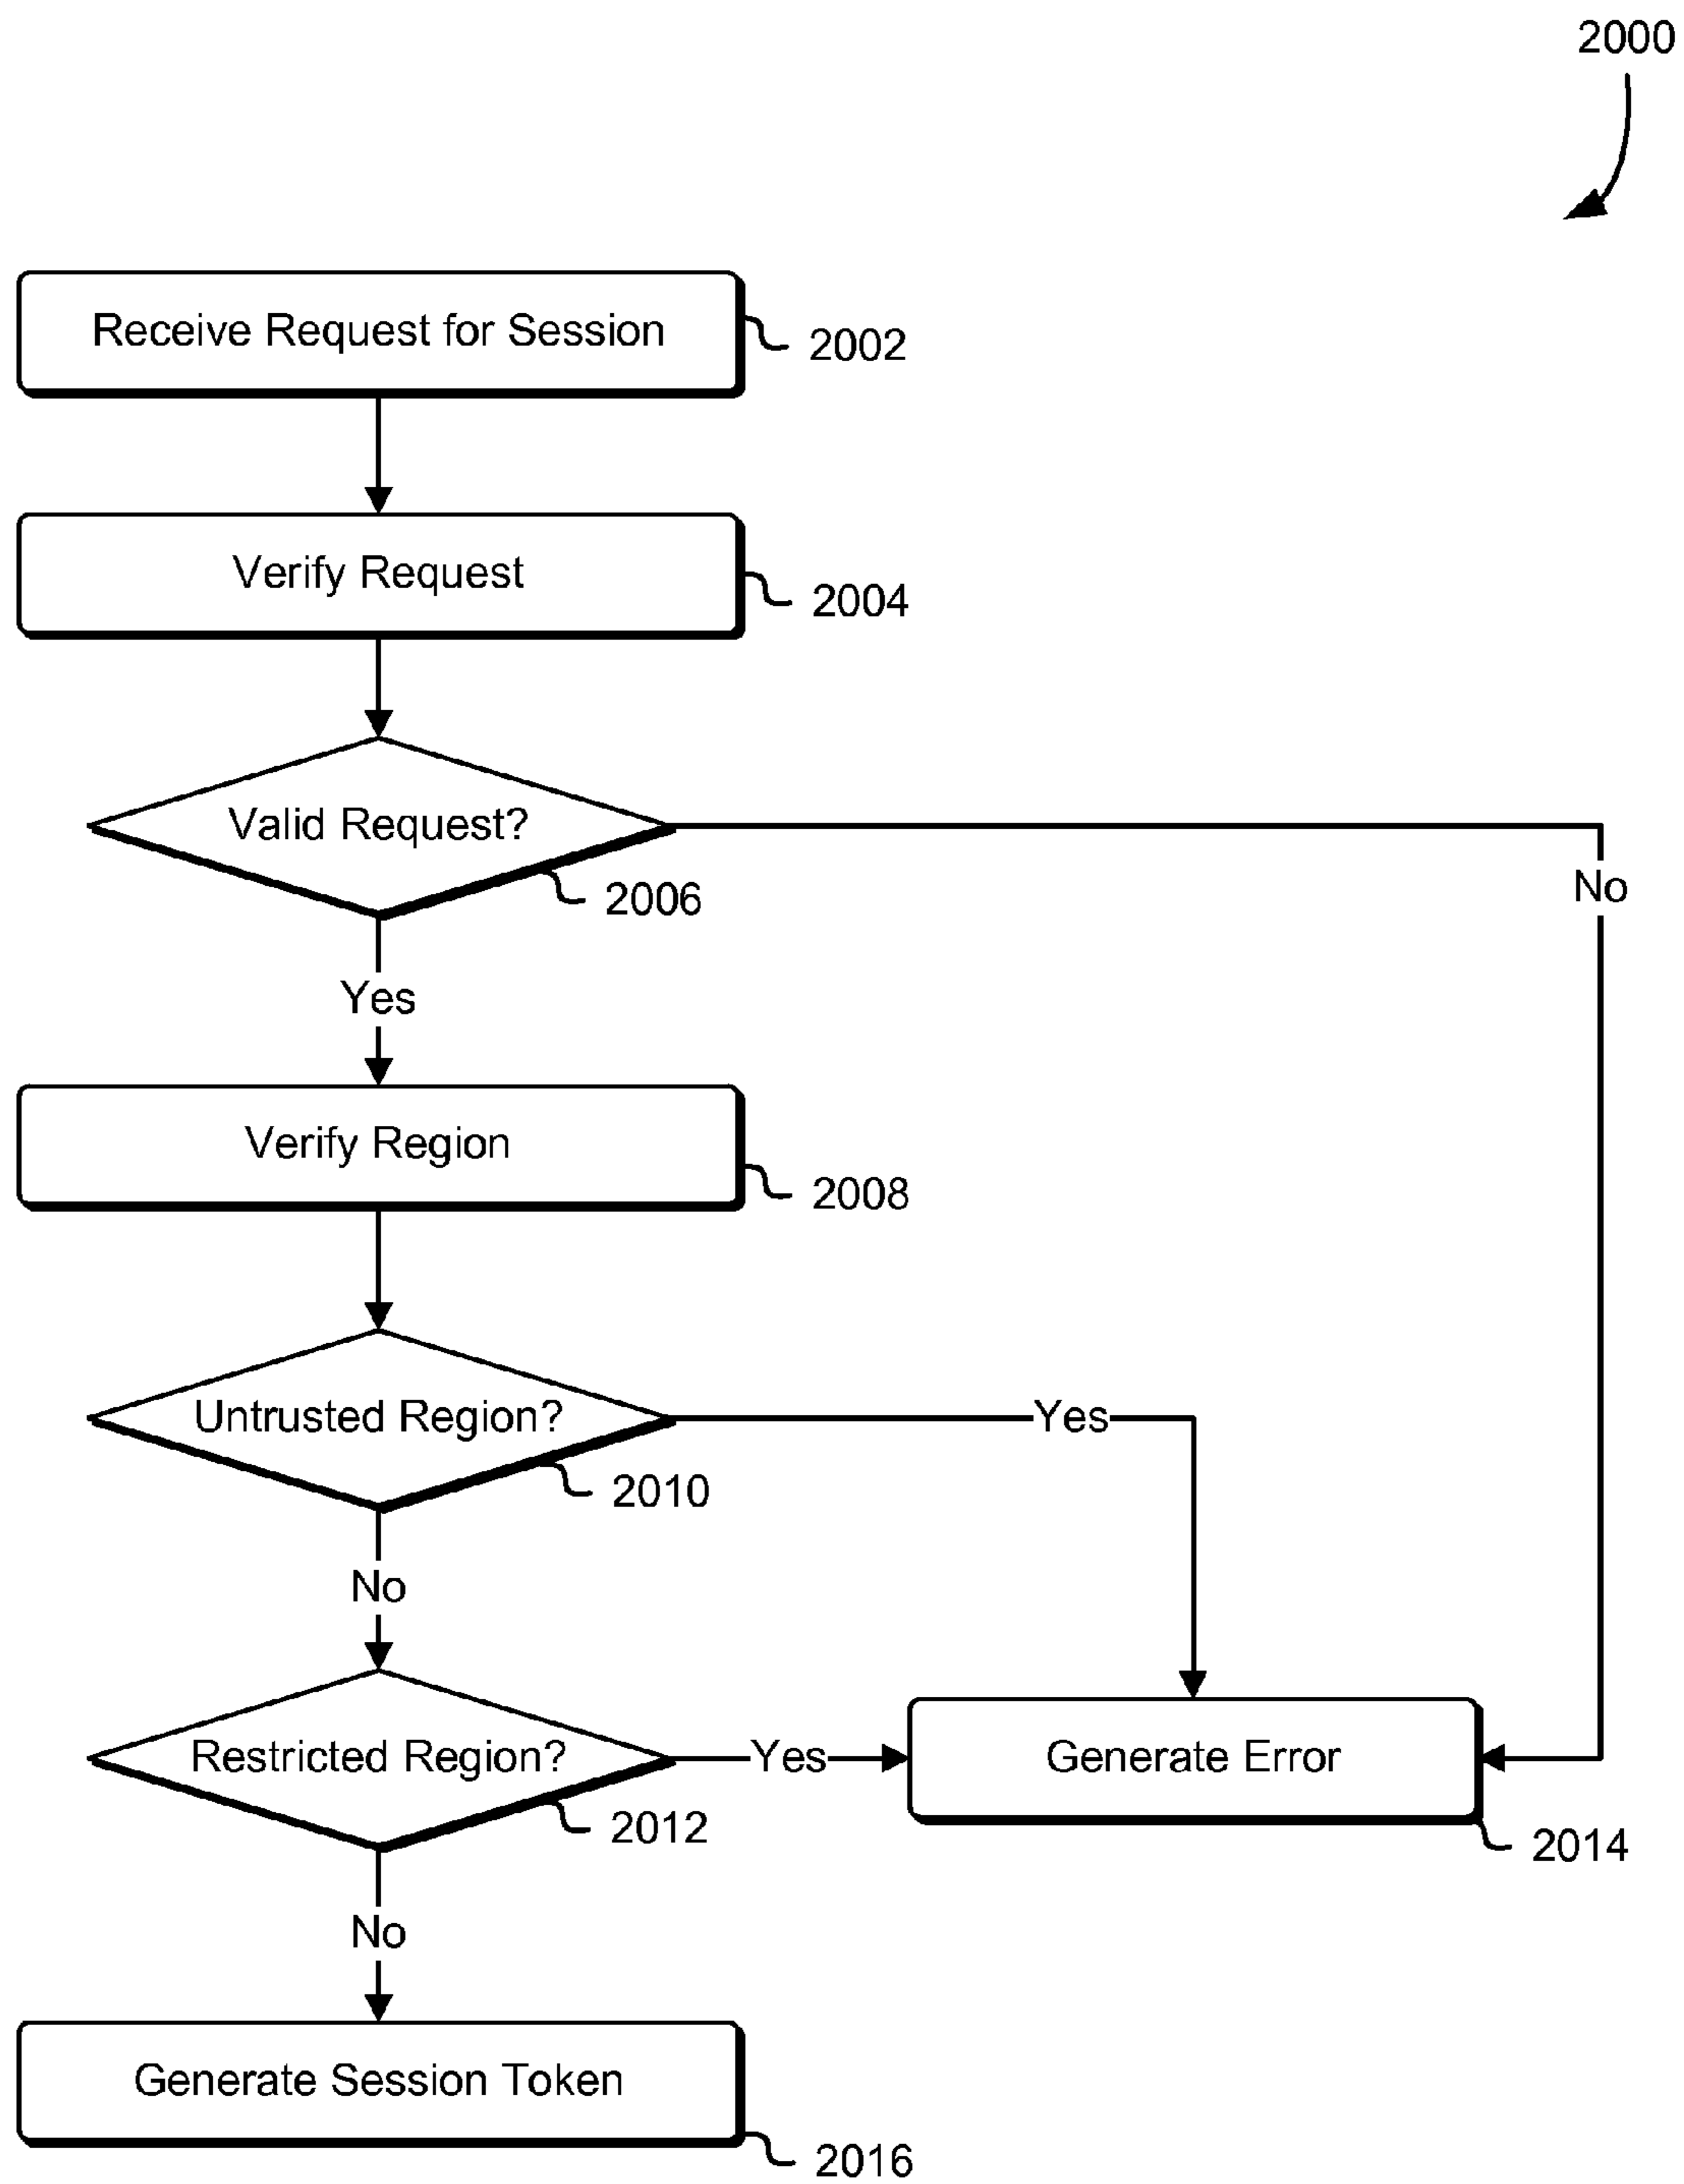 2000
Receive Request for Session
2002
Verify Request
2004
Valid Request?
2006
No
Yes
Verify Region
2008
Untrusted Region?
Yes
2010
No
Restricted Region?
Yes
Generate Error
2012
2014
No
Generate Session Token
2016